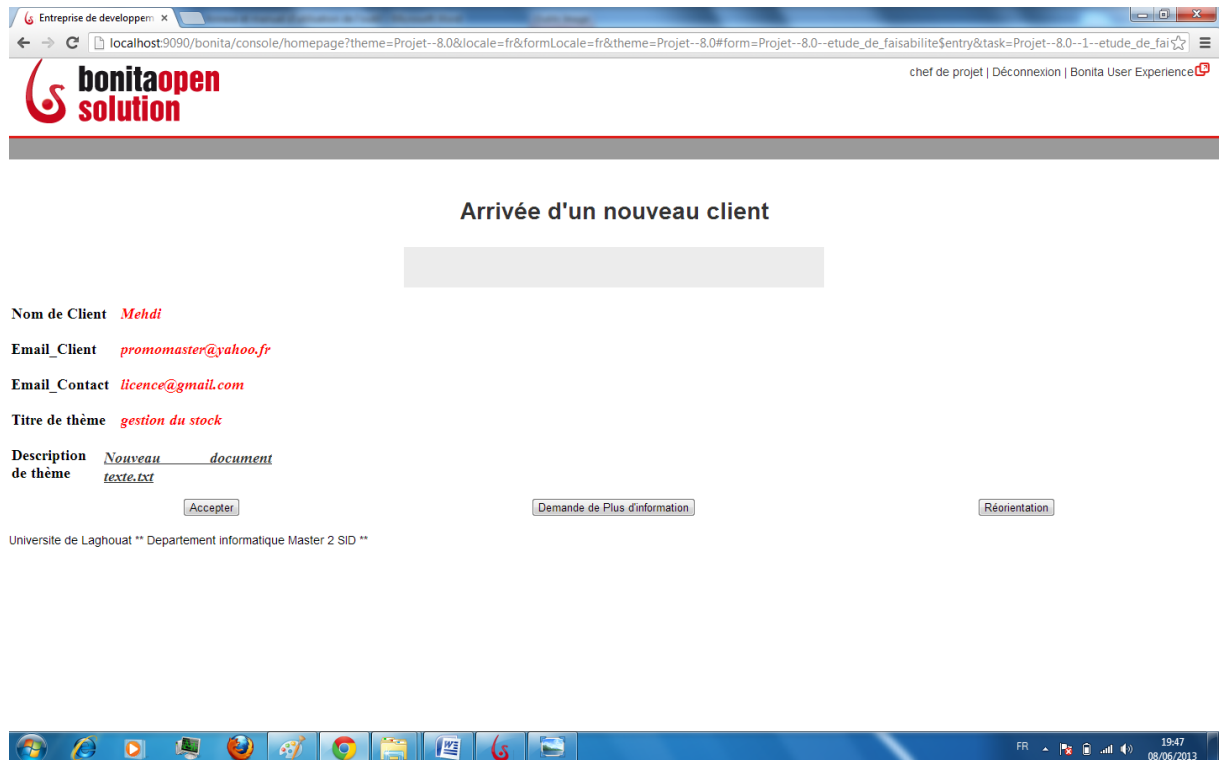 Entreprise de developpem
localhost:9090/bonita/console/homepage?theme=Projet--8.0&locale=fr&formLocale=fr&theme=Projet--8.0#form=Projet--8.0--etude_de_faisabilite$entry&task=Projet--8.0--1--etude_de_fai
bonitaopen
solution
chef de projet | Déconnexion | Bonita User Experience
Arrivée d'un nouveau client
Nom de Client Mehdi
Email_Client promomaster@yahoo.fr
Email_Contact licence@gmail.com
Titre de thème gestion du stock
Description Nouveau document
de thème texte.txt
Accepter Demande de Plus d'information Réorientation
Universite de Laghouat ** Departement informatique Master 2 SID **
FR 19:47
08/06/2013